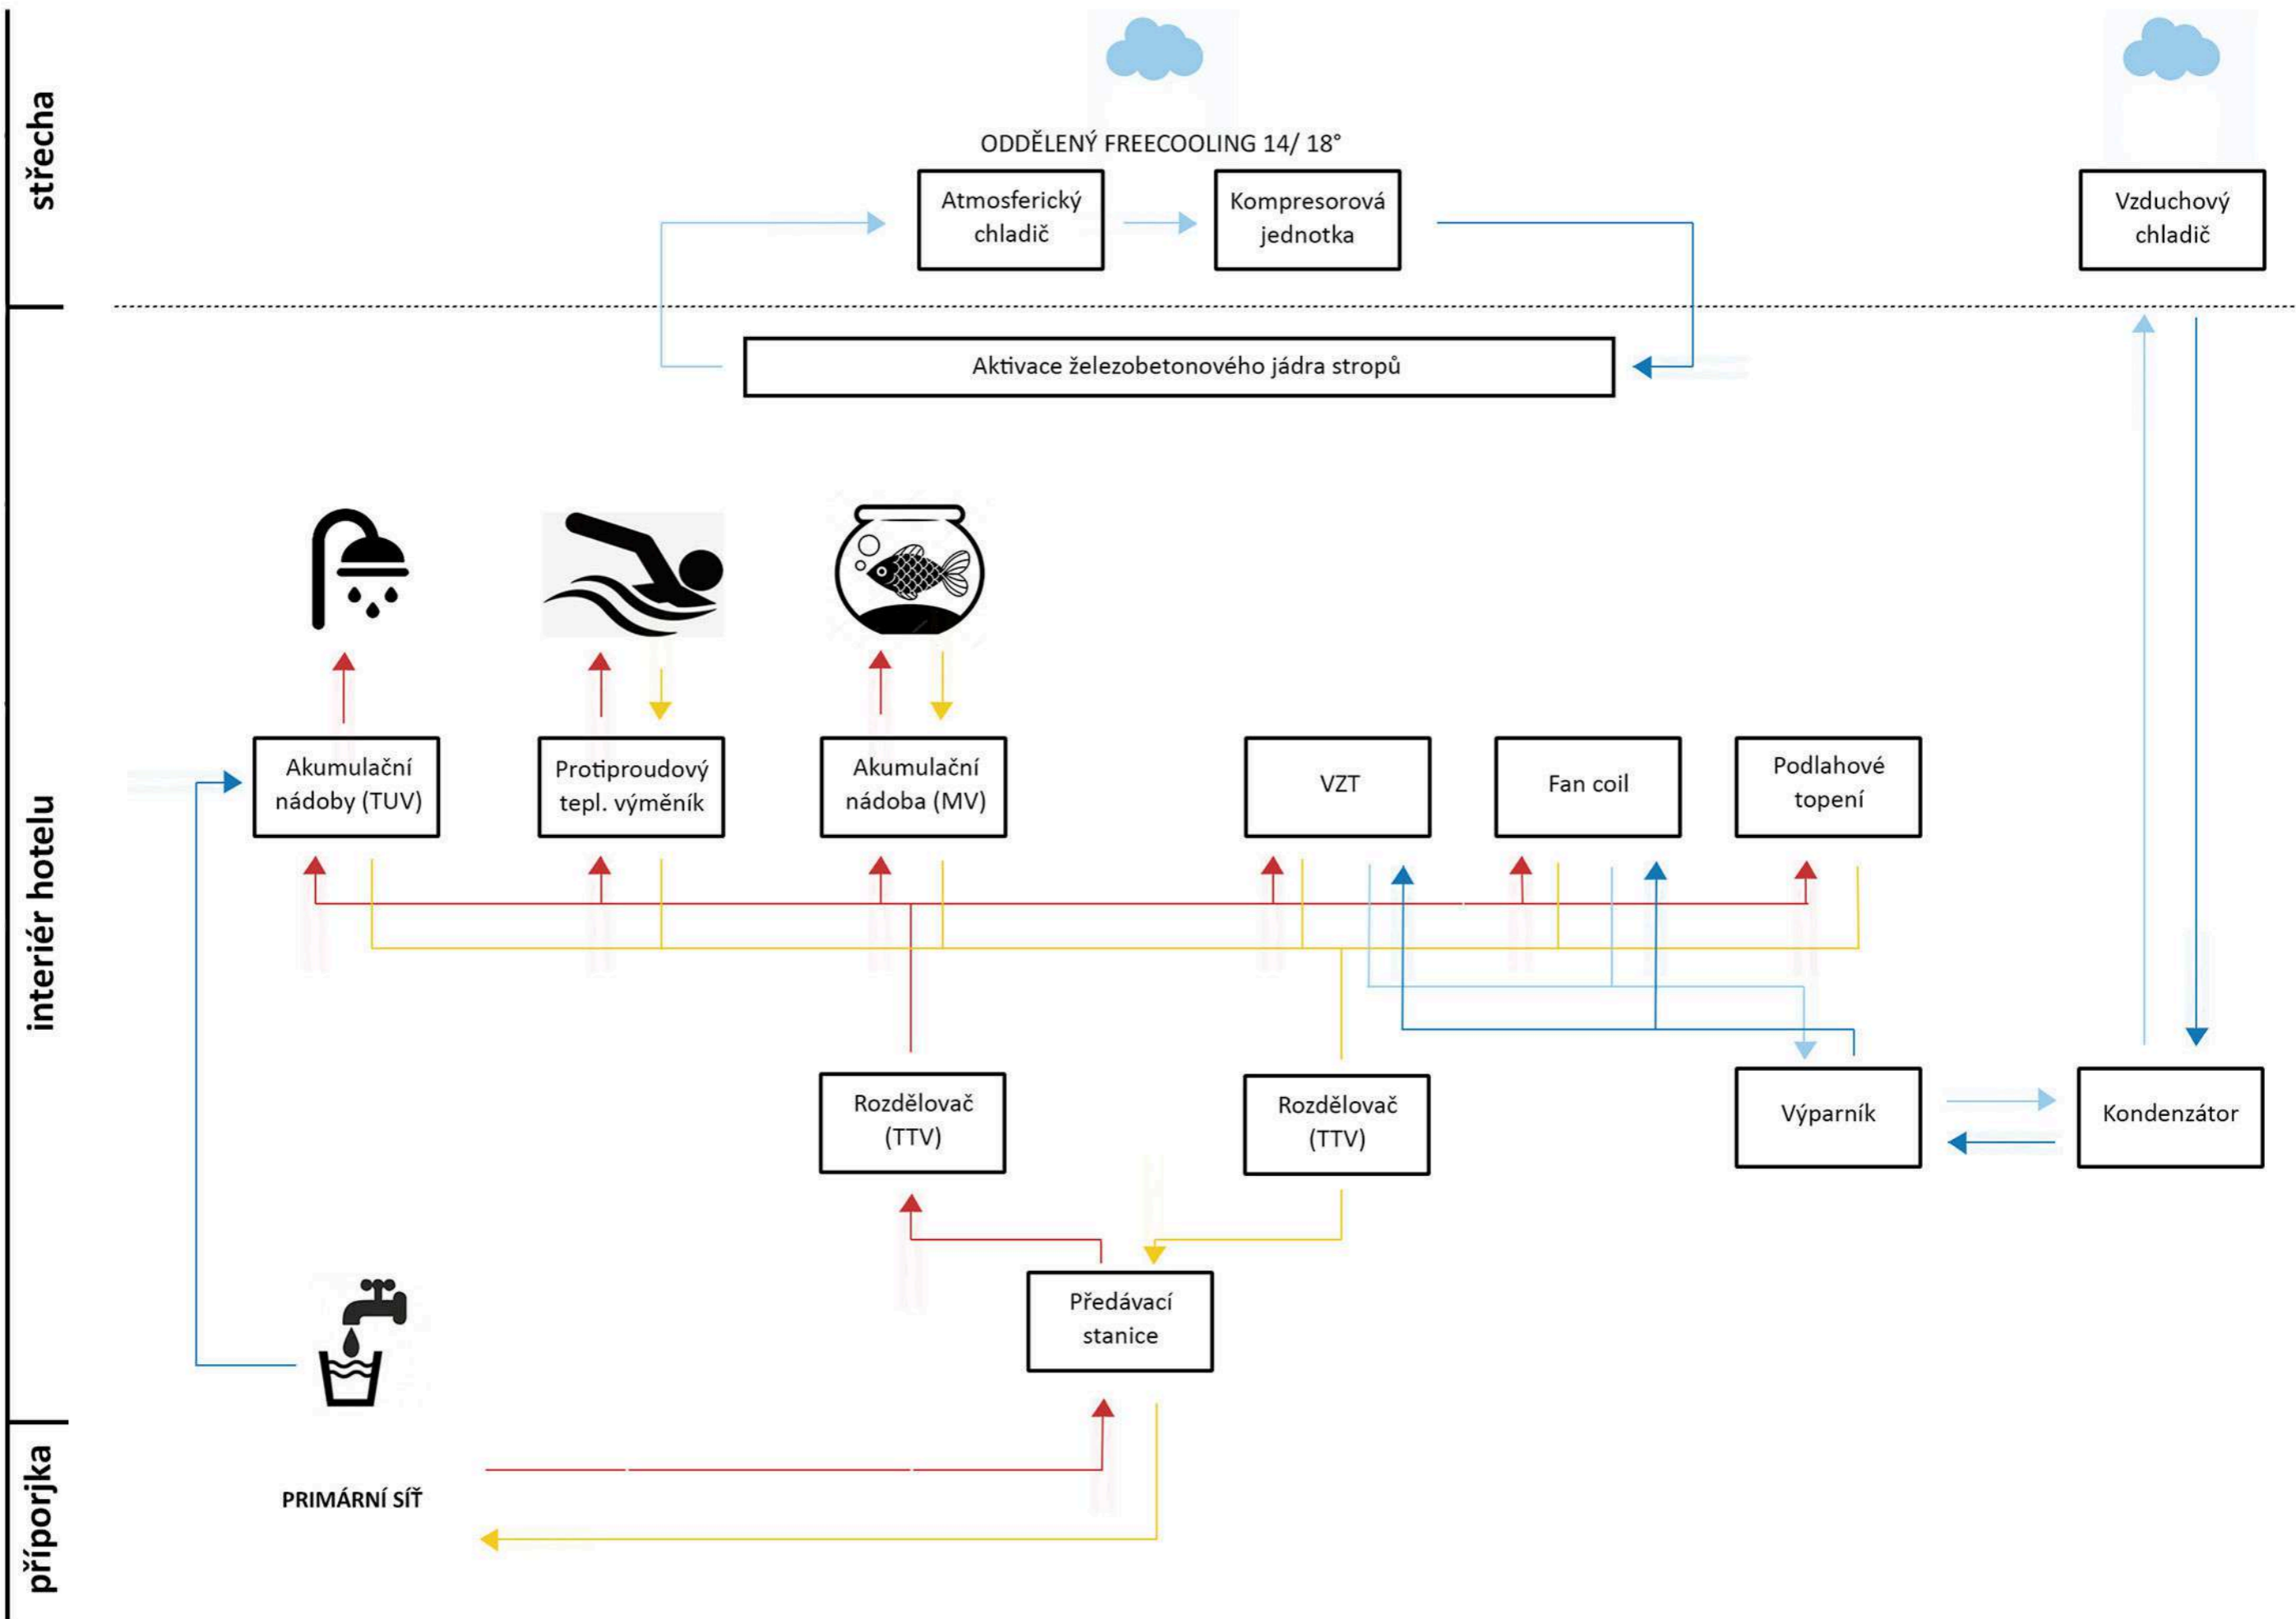 střecha
ODDĚLENÝ FREECOOLING 14/ 18°
Atmosferický
chladič
Kompresorová
jednotka
Vzduchový
chladič
Aktivace železobetonového jádra stropů
interiér hotelu
Akumulační
nádoby (TUV)
Protiproudový
tepl. výměník
Akumulační
nádoba (MV)
VZT
Fan coil
Podlahové
topení
Rozdělovač
(TTV)
Rozdělovač
(TTV)
Výparník
Kondenzátor
Předávací
stanice
příporjka
PRIMÁRNÍ SÍŤ